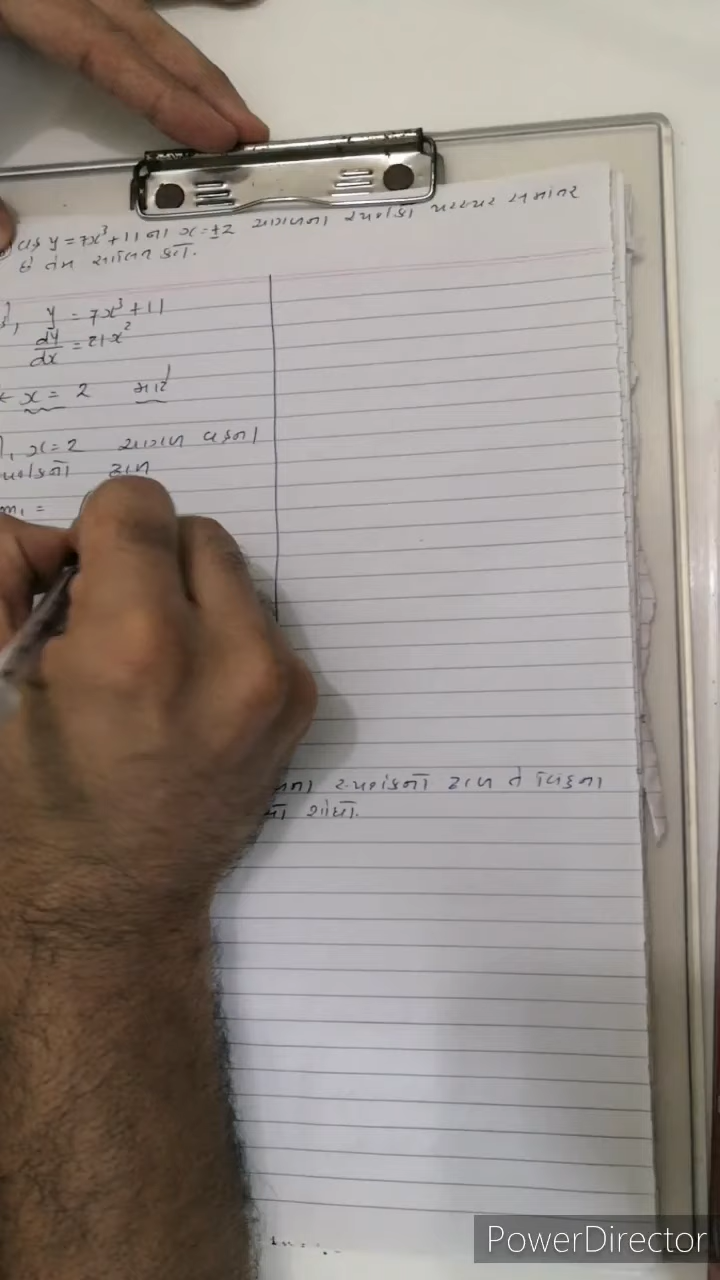 વક્ર y = 7x³ + 11 ના x = ±2 આગળના સ્પર્શકો પરસ્પર સમાંતર
છે તેમ સાબિત કરો.
y = 7x³ + 11
dy/dx = 21x²
x = 2 માટે
x = 2 આગળ વક્રના
સ્પર્શકનો ઢાળ
m₁ =
સ્પર્શકનો ઢાળ તે બિંદુના
શોધો.
PowerDirector